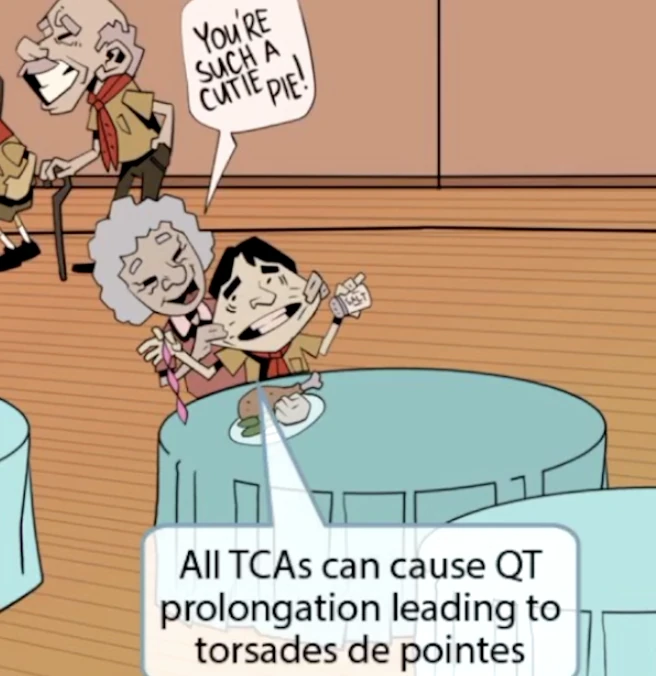 YOU'RE
SUCH A
CUTIE PIE!
All TCAs can cause QT
prolongation leading to
torsades de pointes